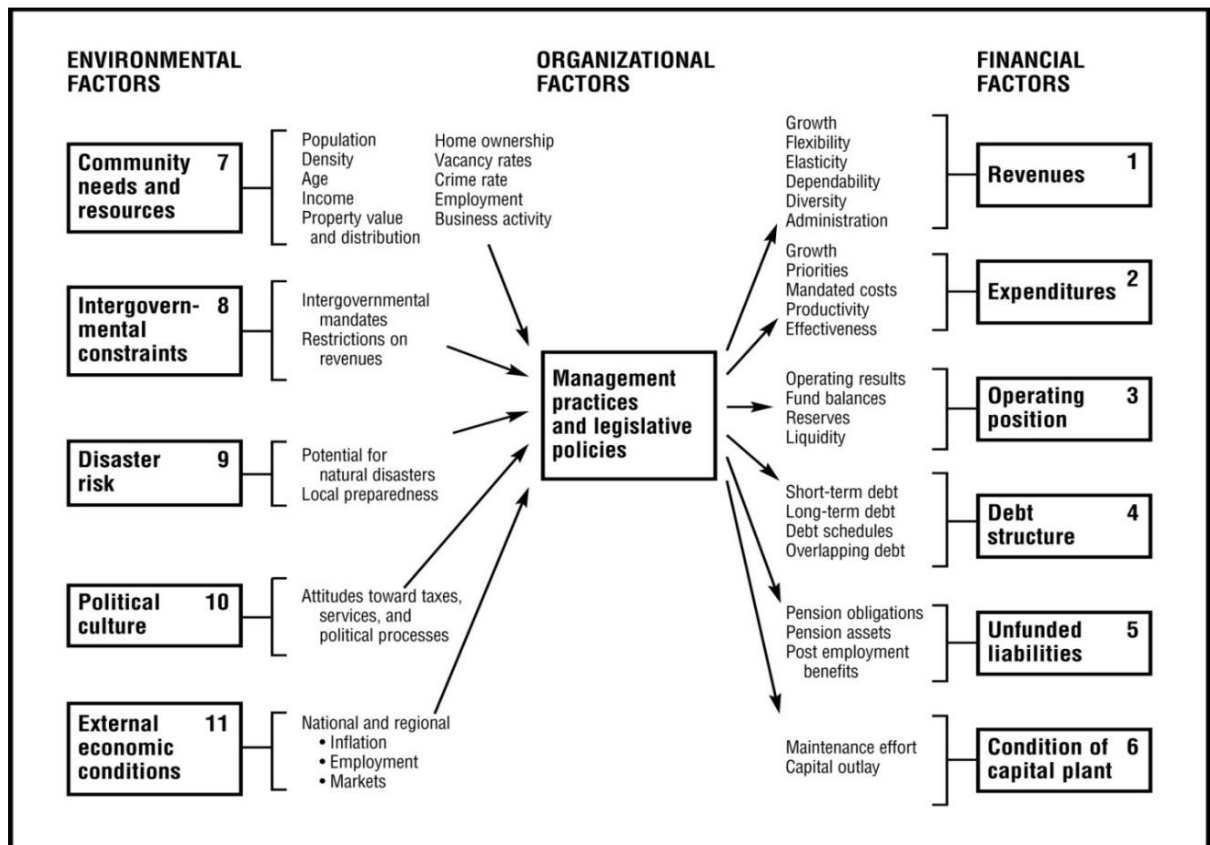 ENVIRONMENTAL
FACTORS
ORGANIZATIONAL
FACTORS
FINANCIAL
FACTORS
Community 7
needs and
resources
Population
Density
Age
Income
Property value
and distribution
Home ownership
Vacancy rates
Crime rate
Employment
Business activity
Intergovern- 8
mental
constraints
Intergovernmental
mandates
Restrictions on
revenues
Disaster 9
risk
Potential for
natural disasters
Local preparedness
Political 10
culture
Attitudes toward taxes,
services, and
political processes
External 11
economic
conditions
National and regional
• Inflation
• Employment
• Markets
Management
practices
and legislative
policies
Growth
Flexibility
Elasticity
Dependability
Diversity
Administration
Revenues 1
Growth
Priorities
Mandated costs
Productivity
Effectiveness
Expenditures 2
Operating results
Fund balances
Reserves
Liquidity
Operating 3
position
Short-term debt
Long-term debt
Debt schedules
Overlapping debt
Debt 4
structure
Pension obligations
Pension assets
Post employment
benefits
Unfunded 5
liabilities
Maintenance effort
Capital outlay
Condition of 6
capital plant